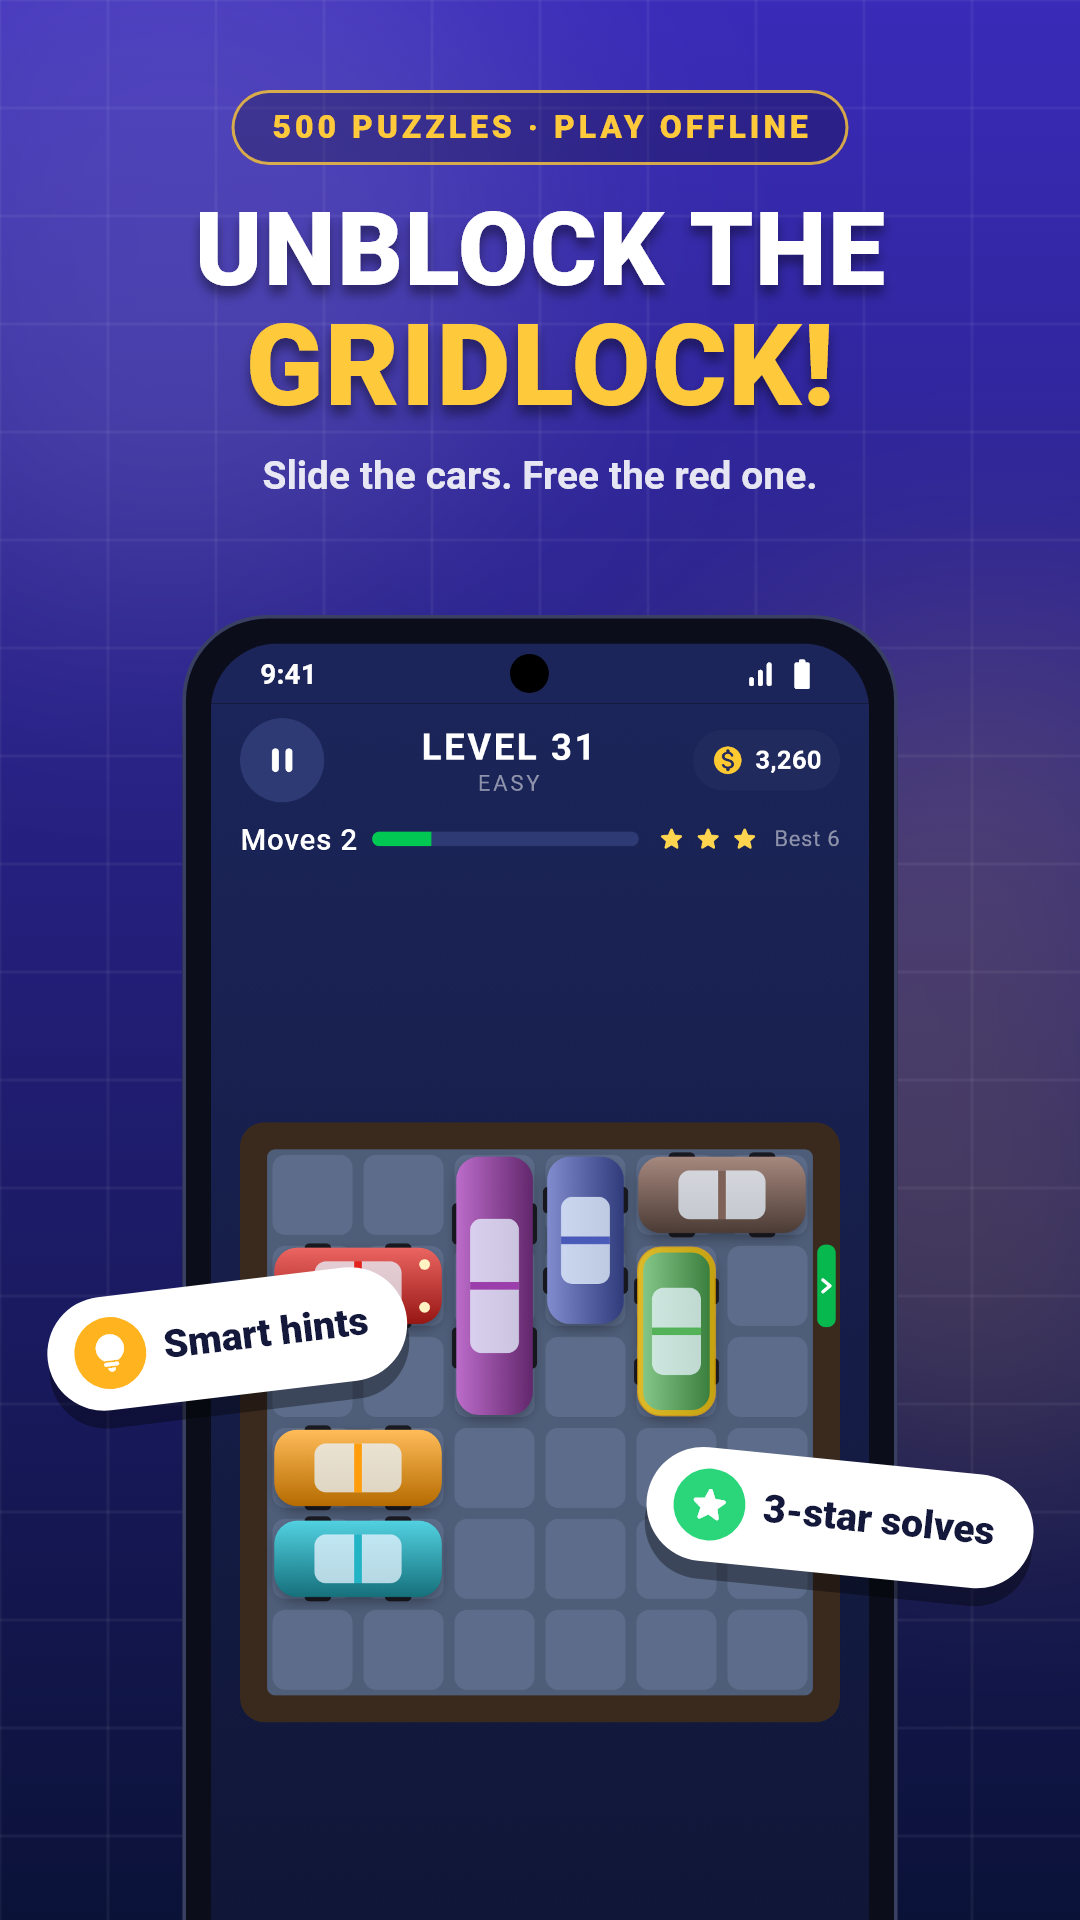 500 PUZZLES · PLAY OFFLINE
UNBLOCK THE
GRIDLOCK!
Slide the cars. Free the red one.
9:41
LEVEL 31
EASY
$ 3,260
Moves 2
Best 6
Smart hints
3-star solves